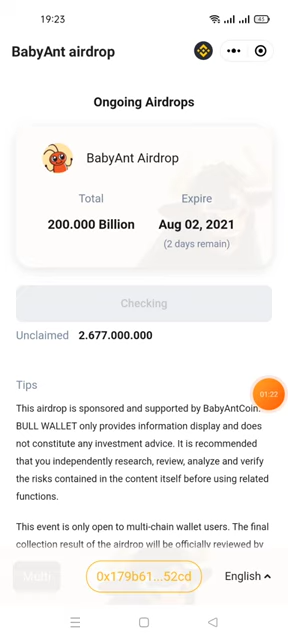 19:23
41
BabyAnt airdrop
Ongoing Airdrops
BabyAnt Airdrop
Total Expire
200.000 Billion Aug 02, 2021
(2 days remain)
Checking
Unclaimed 2.677.000.000
Tips
01:22
This airdrop is sponsored and supported by BabyAntCoin.
BULL WALLET only provides information display and does
not constitute any investment advice. It is recommended
that you independently research, review, analyze and verify
the risks contained in the content itself before using related
functions.
This event is only open to multi-chain wallet users. The final
collection result of the airdrop will be officially reviewed by
Multi 0x179b61...52cd English